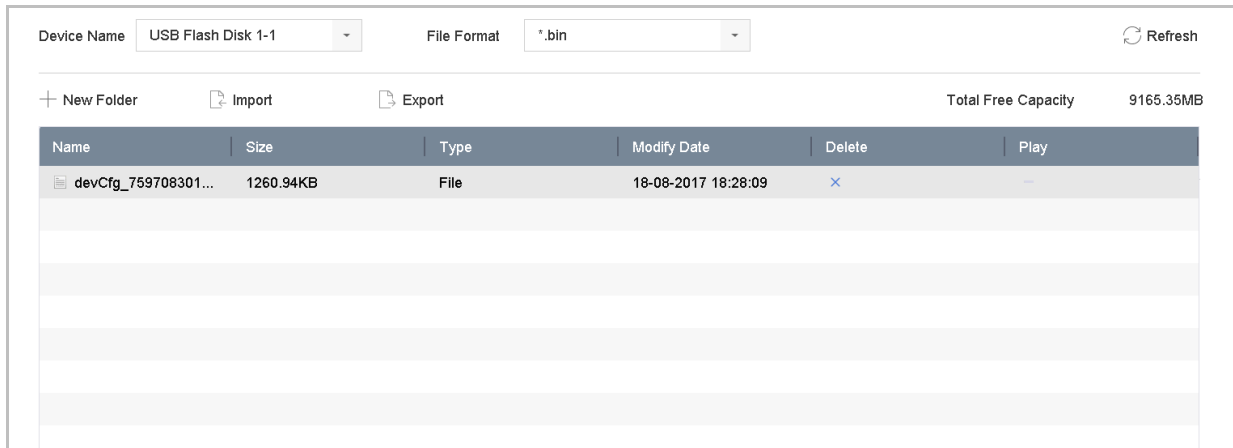 Device Name USB Flash Disk 1-1 File Format *.bin Refresh
New Folder Import Export Total Free Capacity 9165.35MB
Name Size Type Modify Date Delete Play
devCfg_759708301... 1260.94KB File 18-08-2017 18:28:09